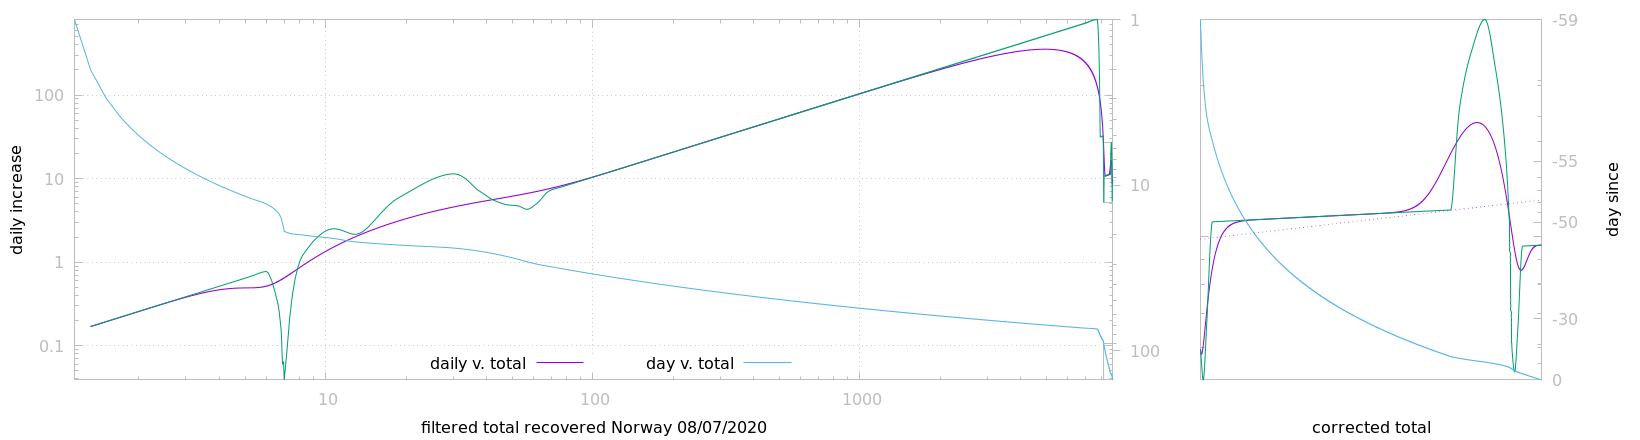 daily increase
100
10
1
0.1
daily v. total
day v. total
10
100
1000
filtered total recovered Norway 08/07/2020
1
10
100
-59
-55
-50
-30
0
day since
corrected total